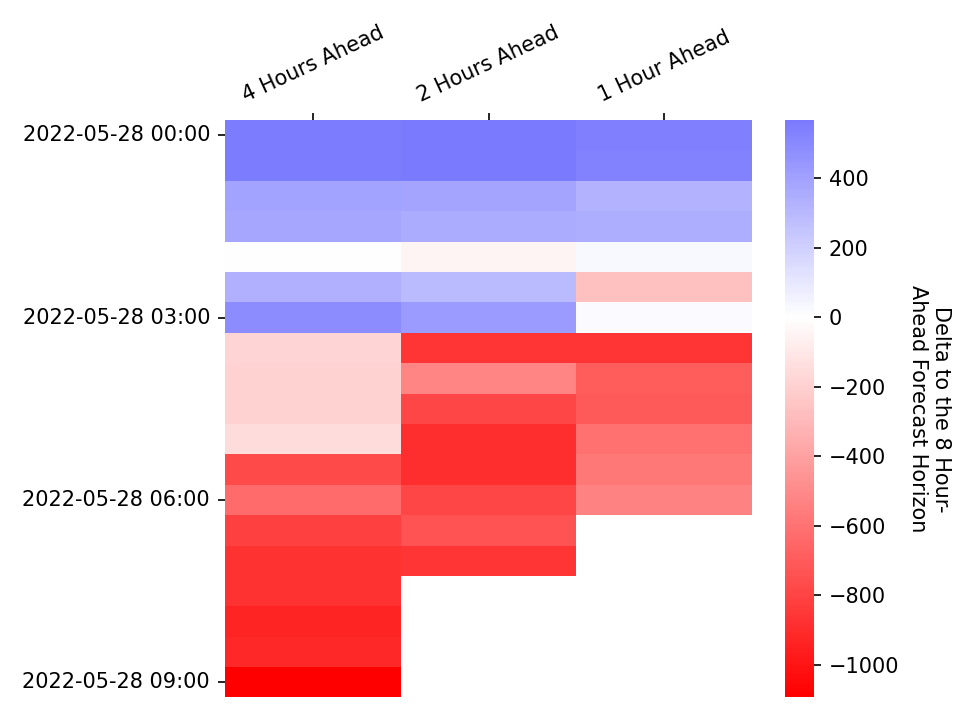 4 Hours Ahead
2 Hours Ahead
1 Hour Ahead
2022-05-28 00:00
2022-05-28 03:00
2022-05-28 06:00
2022-05-28 09:00
400
200
0
−200
−400
−600
−800
−1000
Delta to the 8 Hour-
Ahead Forecast Horizon